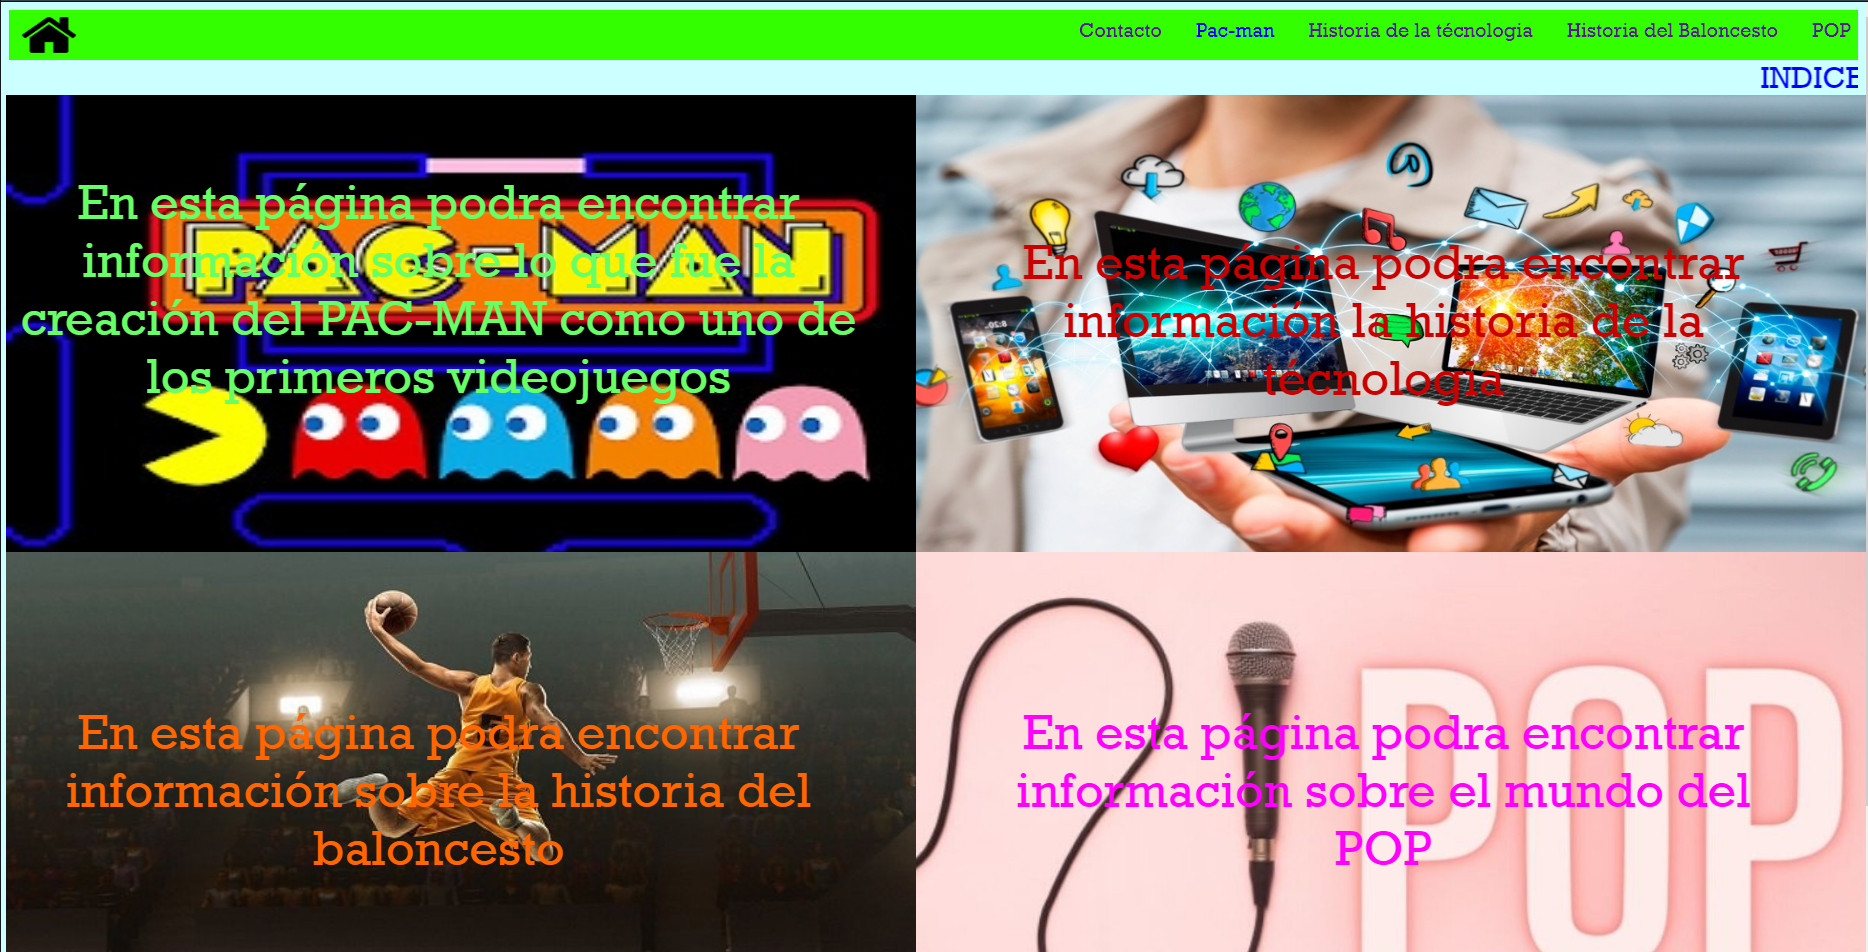 Contacto Pac-man Historia de la técnologia Historia del Baloncesto POP
INDICE
PAC-MAN
En esta página podra encontrar
información sobre lo que fue la
creación del PAC-MAN como uno de
los primeros videojuegos
En esta página podra encontrar
información la historia de la
técnologia
En esta página podra encontrar
información sobre la historia del
baloncesto
En esta página podra encontrar
información sobre el mundo del
POP
POP